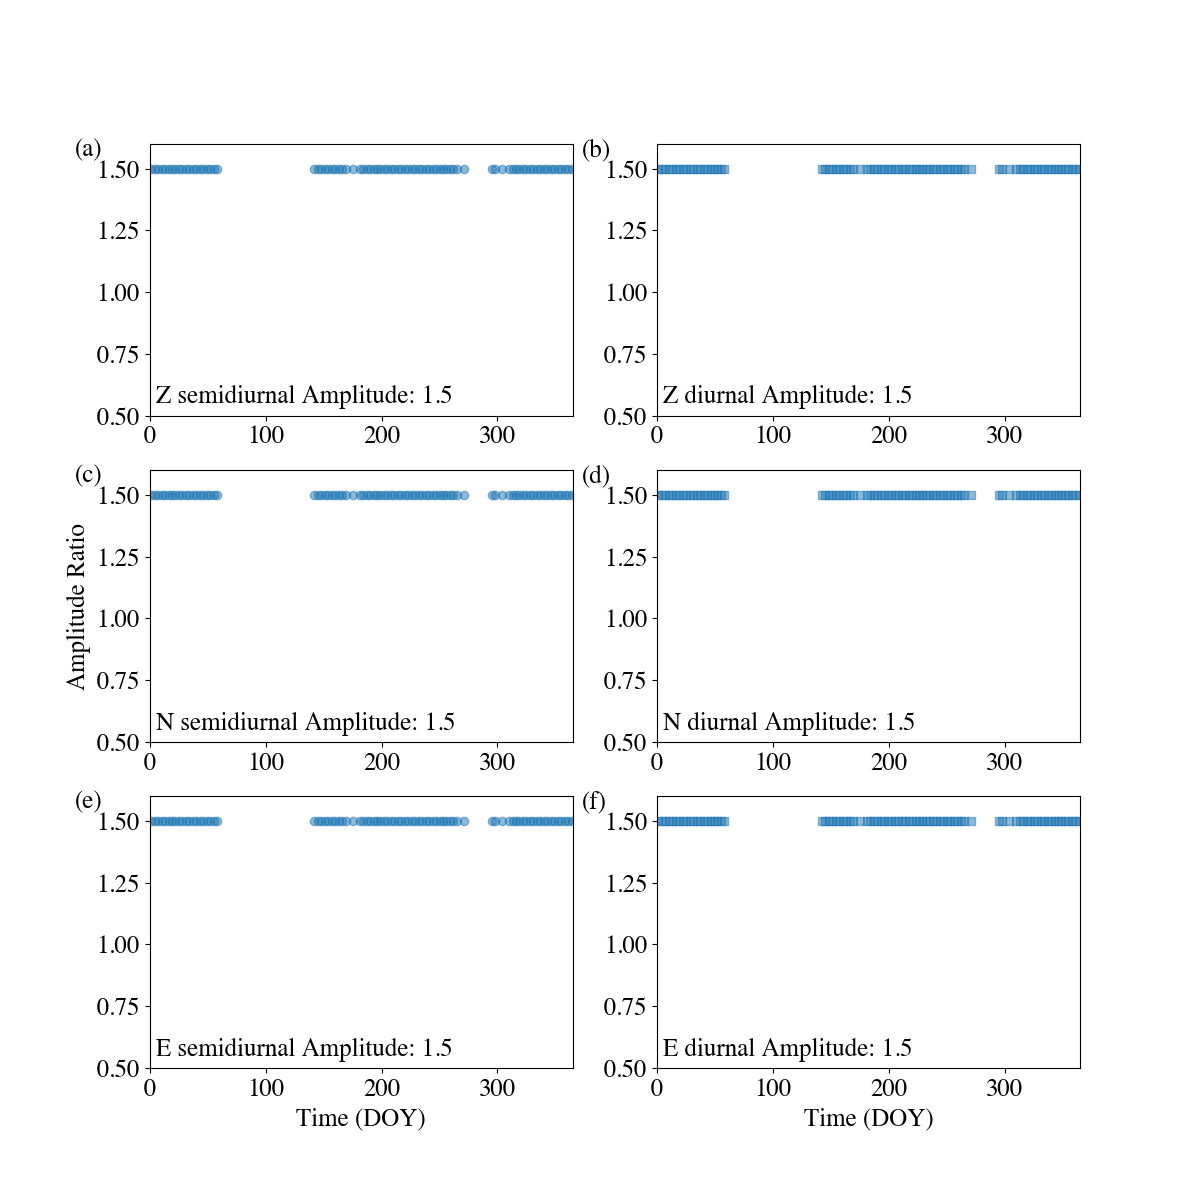 (a)
1.50
1.25
1.00
0.75
0.50
Z semidiurnal Amplitude: 1.5
0 100 200 300
(b)
1.50
1.25
1.00
0.75
0.50
Z diurnal Amplitude: 1.5
0 100 200 300
(c)
Amplitude Ratio
1.50
1.25
1.00
0.75
0.50
N semidiurnal Amplitude: 1.5
0 100 200 300
(d)
1.50
1.25
1.00
0.75
0.50
N diurnal Amplitude: 1.5
0 100 200 300
(e)
1.50
1.25
1.00
0.75
0.50
E semidiurnal Amplitude: 1.5
0 100 200 300
Time (DOY)
(f)
1.50
1.25
1.00
0.75
0.50
E diurnal Amplitude: 1.5
0 100 200 300
Time (DOY)